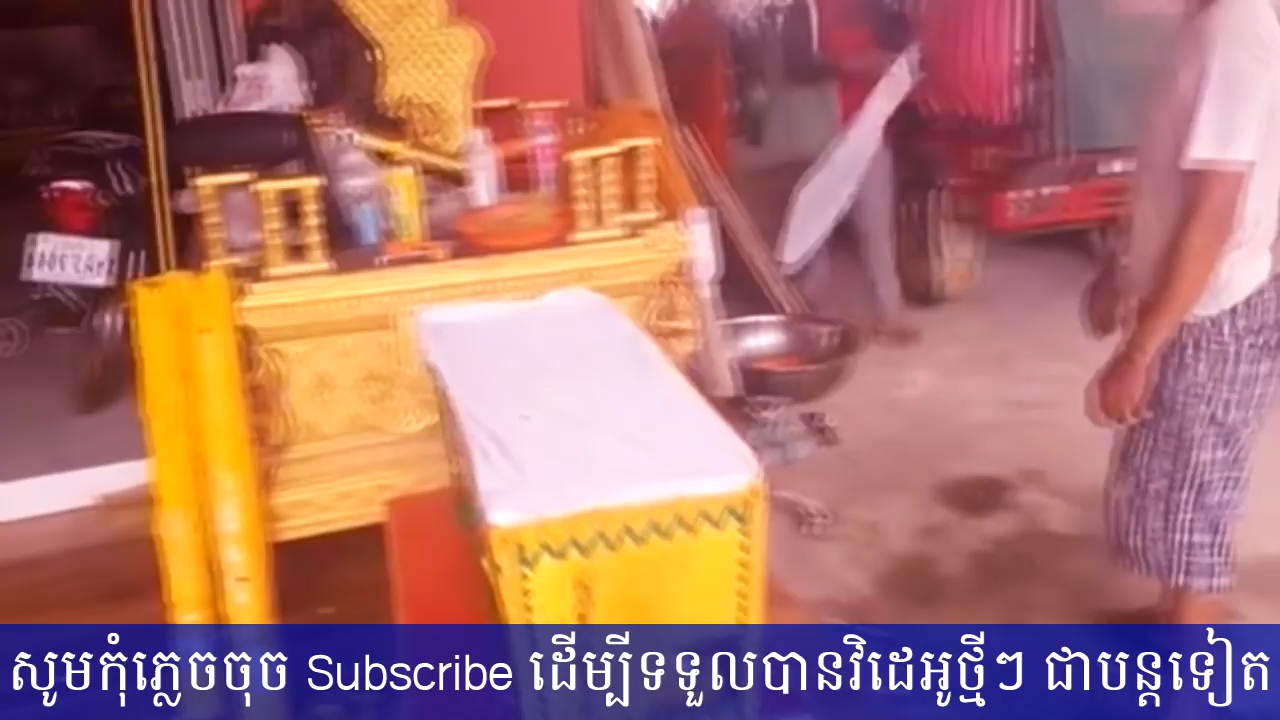 សូមកុំភ្លេចចុច Subscribe ដើម្បីទទួលបានវិដេអូថ្មីៗ ជាបន្តទៀត